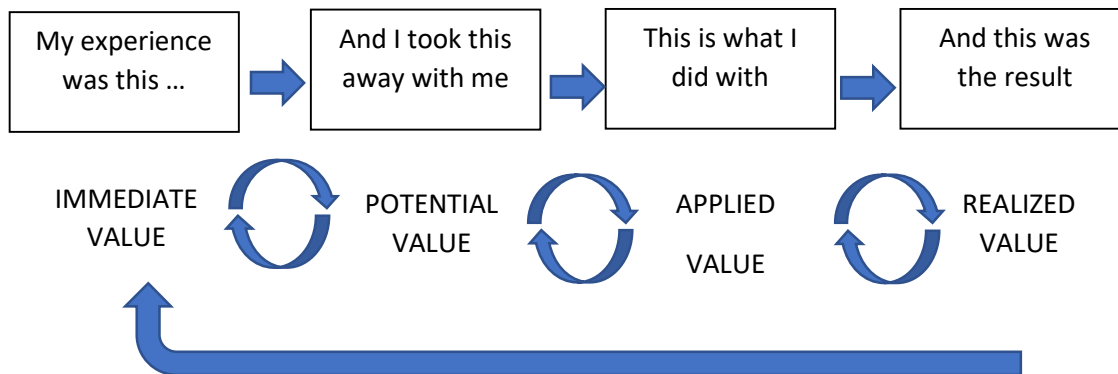 My experience
was this …
And I took this
away with me
This is what I
did with
And this was
the result
IMMEDIATE
VALUE
POTENTIAL
VALUE
APPLIED
VALUE
REALIZED
VALUE